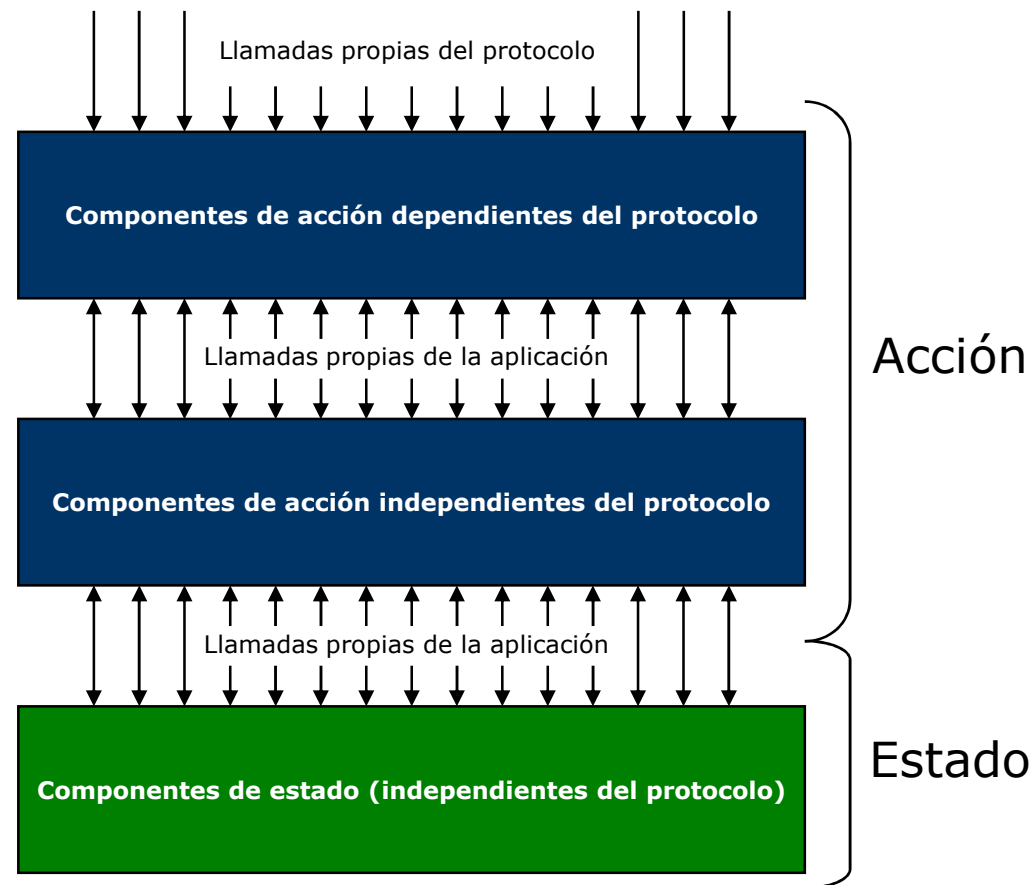 Llamadas propias del protocolo
Componentes de acción dependientes del protocolo
Llamadas propias de la aplicación
Acción
Componentes de acción independientes del protocolo
Llamadas propias de la aplicación
Estado
Componentes de estado (independientes del protocolo)